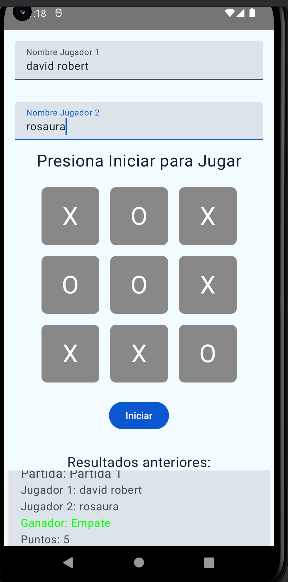 :18
Nombre Jugador 1
david robert
Nombre Jugador 2
rosaura
Presiona Iniciar para Jugar
X O X
O O X
X X O
Iniciar
Resultados anteriores:
Partida: Partida 1
Jugador 1: david robert
Jugador 2: rosaura
Ganador: Empate
Puntos: 5